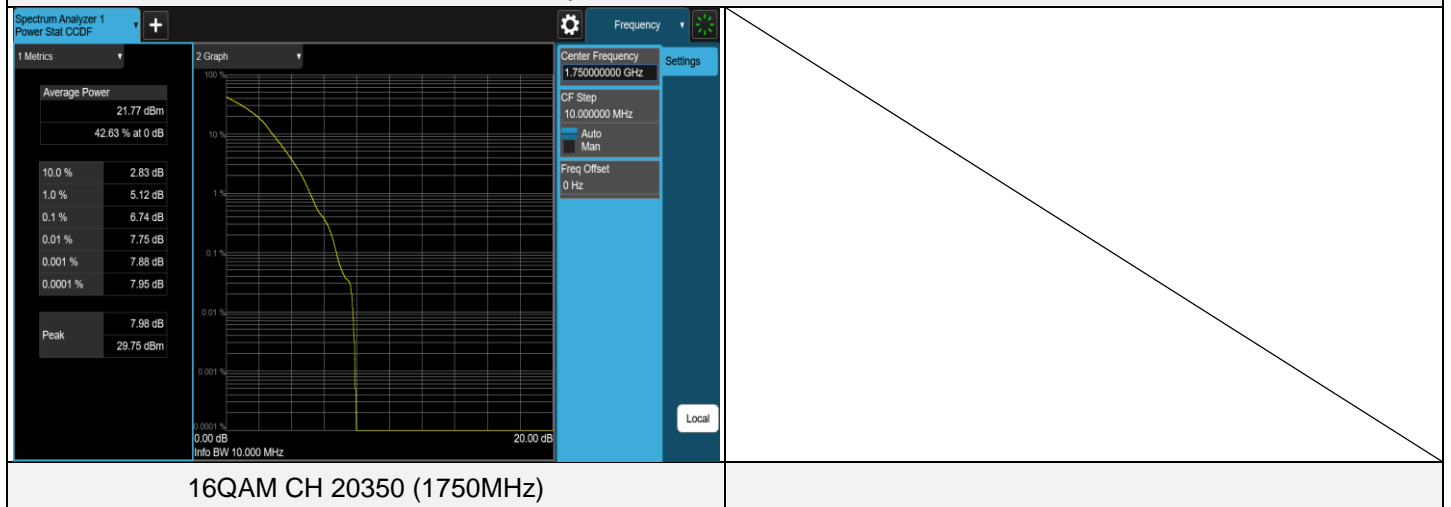 Spectrum Analyzer 1
Power Stat CCDF
+
Frequency
1 Metrics
2 Graph
Center Frequency
1.750000000 GHz
Settings
Average Power
21.77 dBm
42.63 % at 0 dB
CF Step
10.000000 MHz
Auto
Man
Freq Offset
0 Hz
10.0 % 2.83 dB
1.0 % 5.12 dB
0.1 % 6.74 dB
0.01 % 7.75 dB
0.001 % 7.88 dB
0.0001 % 7.95 dB
Peak
7.98 dB
29.75 dBm
100 %
10 %
1 %
0.1 %
0.01 %
0.001 %
0.0001 %
0.00 dB
20.00 dB
Info BW 10.000 MHz
Local
16QAM CH 20350 (1750MHz)